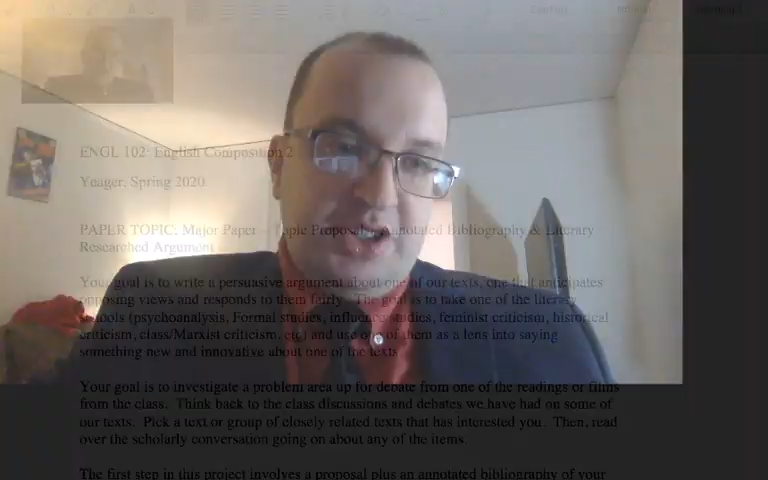 ENGL 102: English Composition 2
Yeager, Spring 2020
PAPER TOPIC: Major Paper – Topic Proposal, Annotated Bibliography & Literary
Researched Argument
Your goal is to write a persuasive argument about one of our texts, one that anticipates
opposing views and responds to them fairly. The goal is to take one of the literary
schools (psychoanalysis, Formal studies, influence studies, feminist criticism, historical
criticism, class/Marxist criticism, etc) and use one of them as a lens into saying
something new and innovative about one of the texts
Your goal is to investigate a problem area up for debate from one of the readings or films
from the class. Think back to the class discussions and debates we have had on some of
our texts. Pick a text or group of closely related texts that has interested you. Then, read
over the scholarly conversation going on about any of the items.
The first step in this project involves a proposal plus an annotated bibliography of your